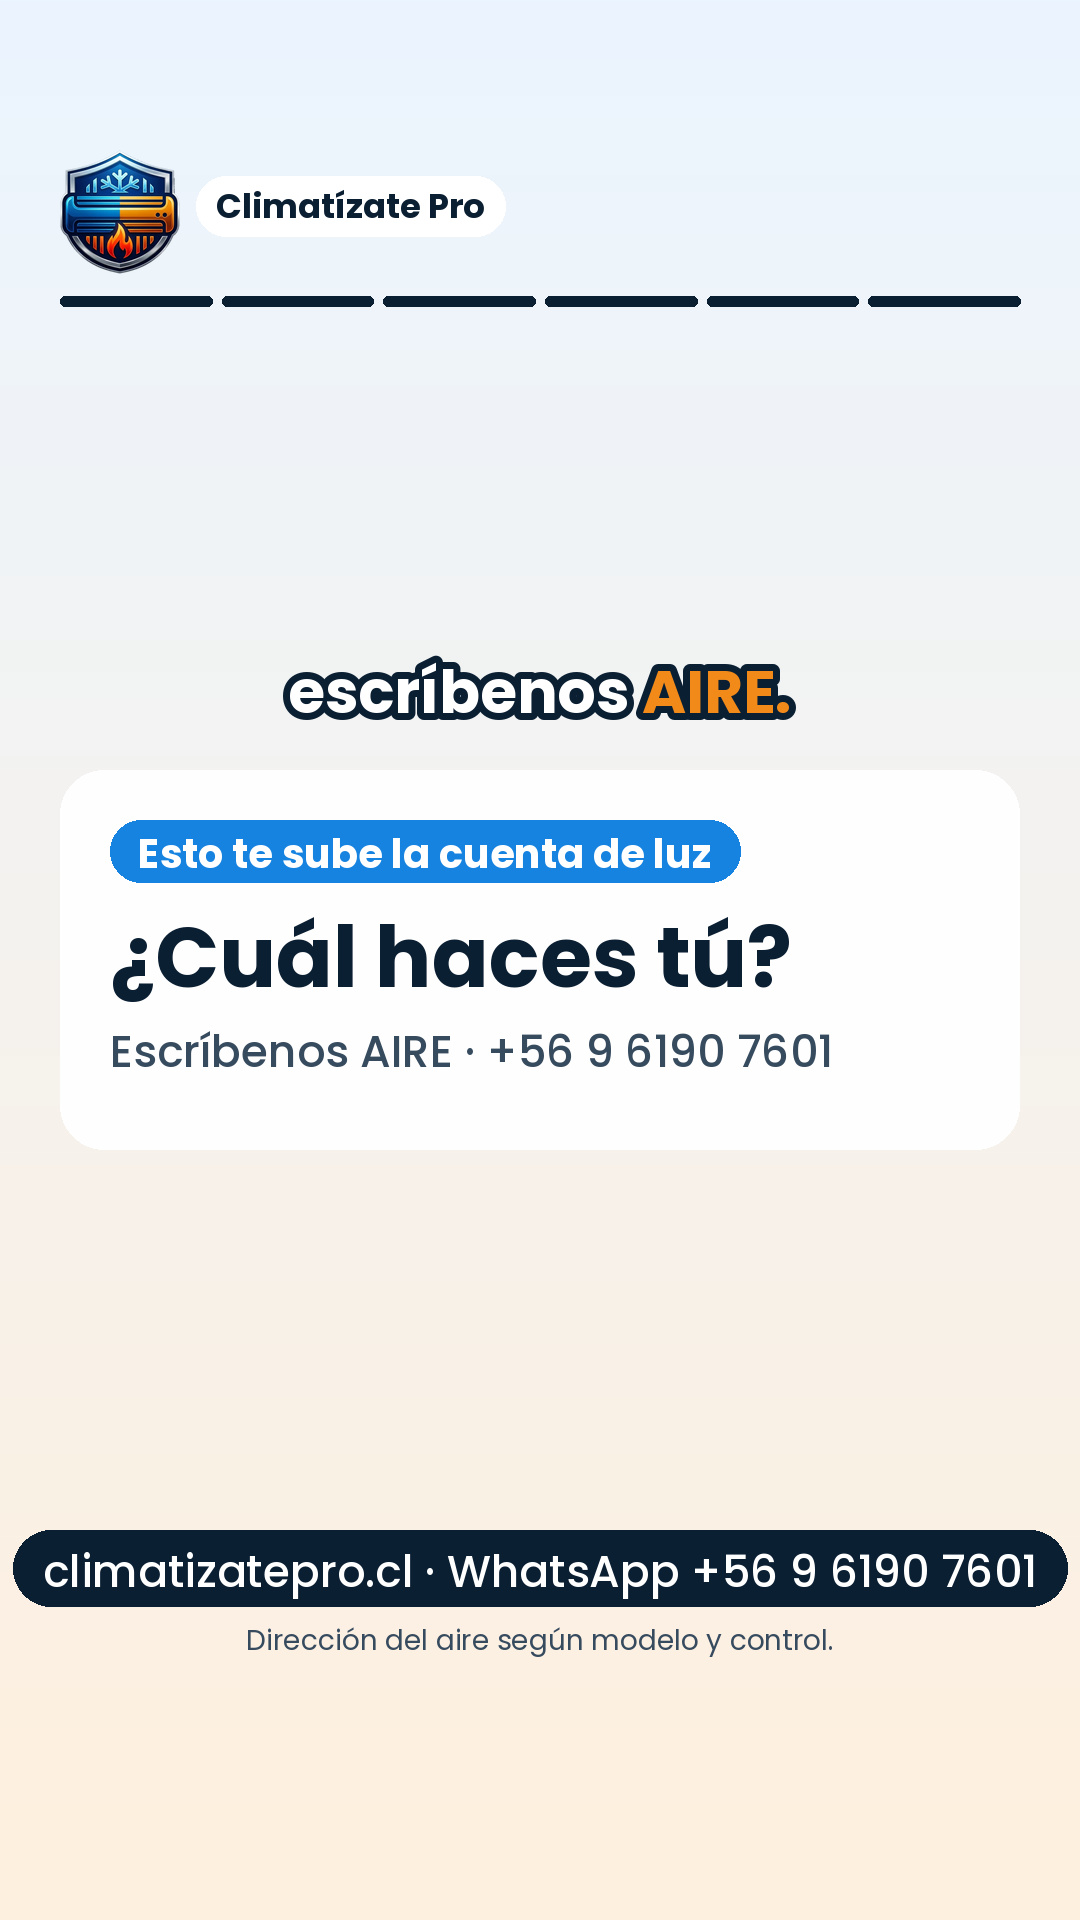 Climatízate Pro
escríbenos AIRE.
Esto te sube la cuenta de luz
¿Cuál haces tú?
Escríbenos AIRE · +56 9 6190 7601
climatizatepro.cl · WhatsApp +56 9 6190 7601
Dirección del aire según modelo y control.